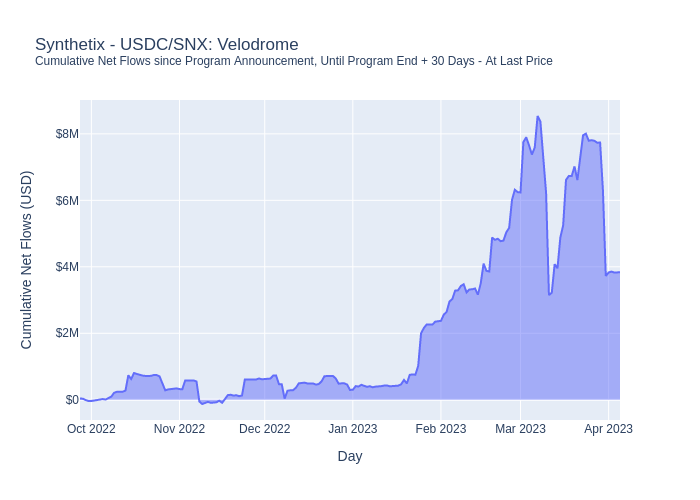 Synthetix - USDC/SNX: Velodrome
Cumulative Net Flows since Program Announcement, Until Program End + 30 Days - At Last Price
Cumulative Net Flows (USD)
$8M
$6M
$4M
$2M
$0
Oct 2022 Nov 2022 Dec 2022 Jan 2023 Feb 2023 Mar 2023 Apr 2023
Day